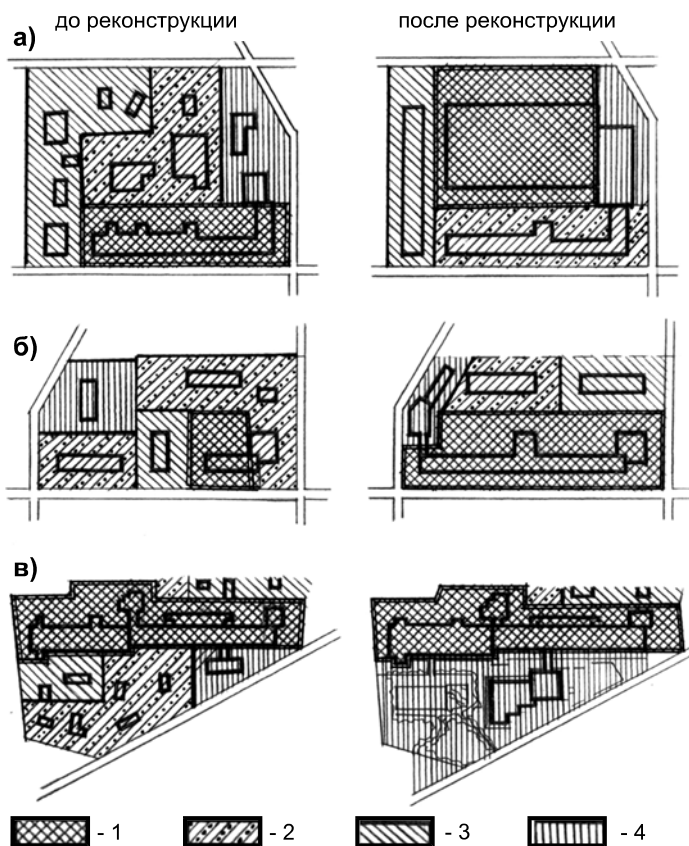 до реконструкции
после реконструкции
а)
б)
в)
- 1
- 2
- 3
- 4